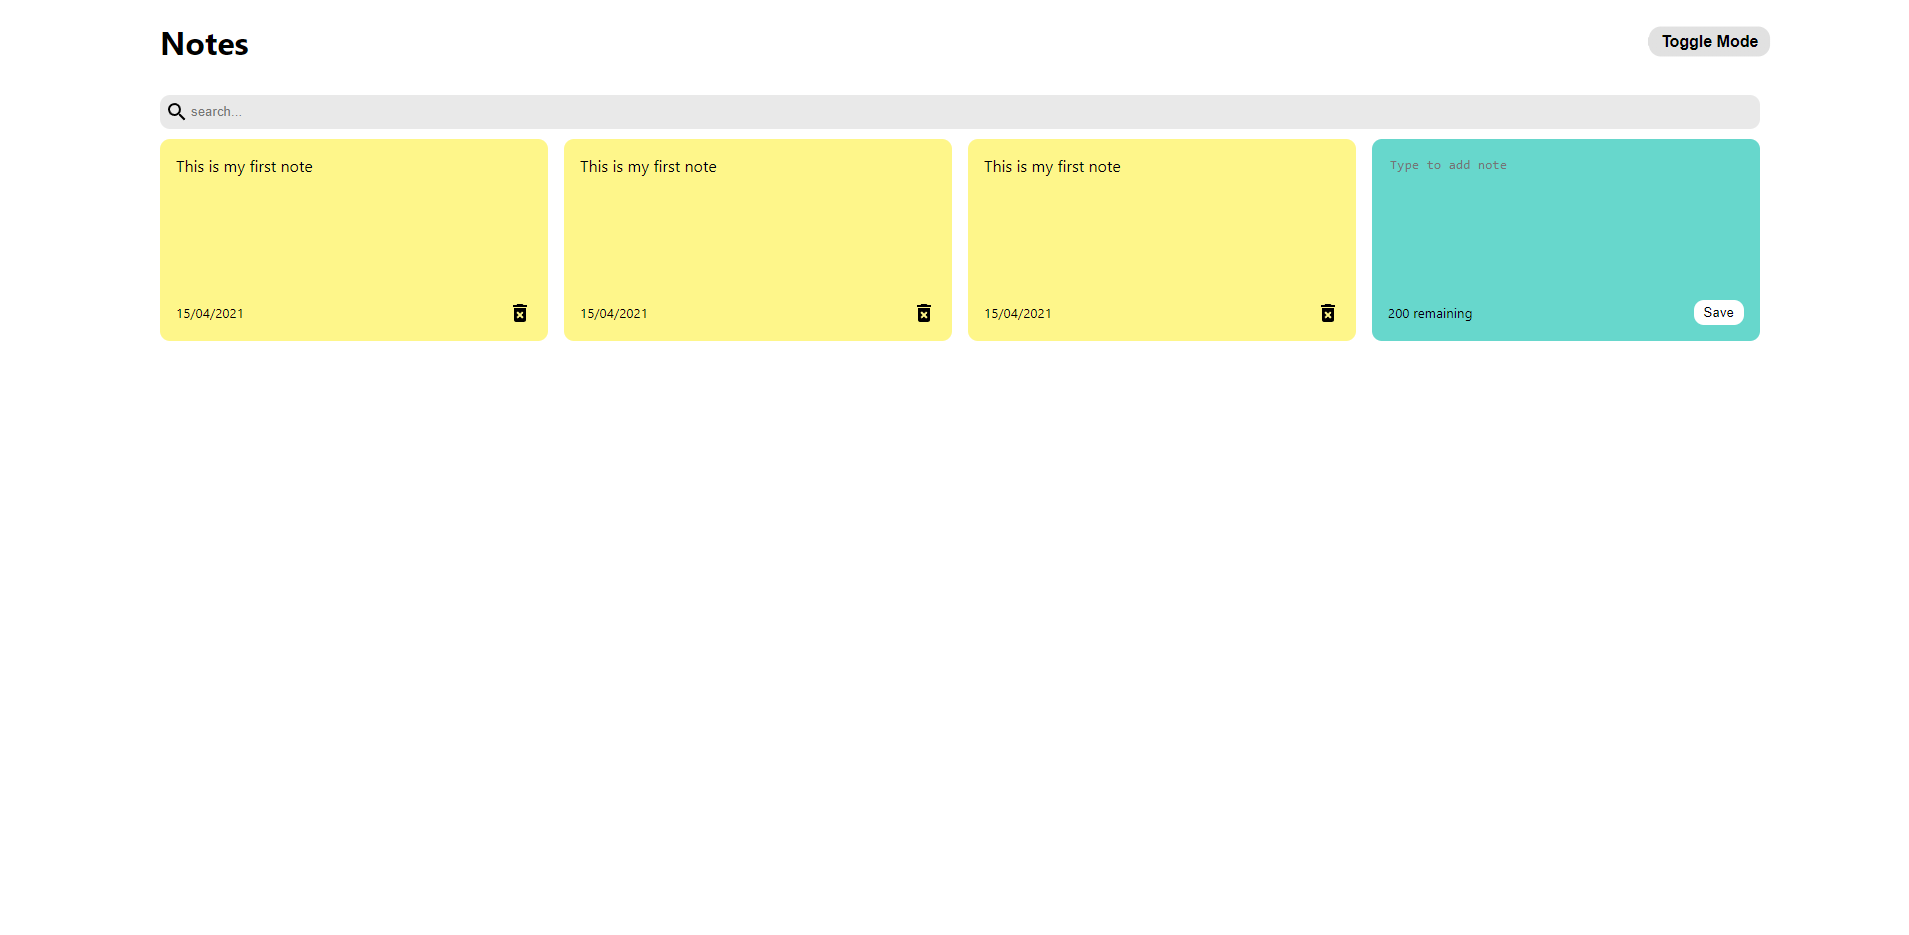 Notes
Toggle Mode
search...
This is my first note
15/04/2021
This is my first note
15/04/2021
This is my first note
15/04/2021
Type to add note
200 remaining
Save